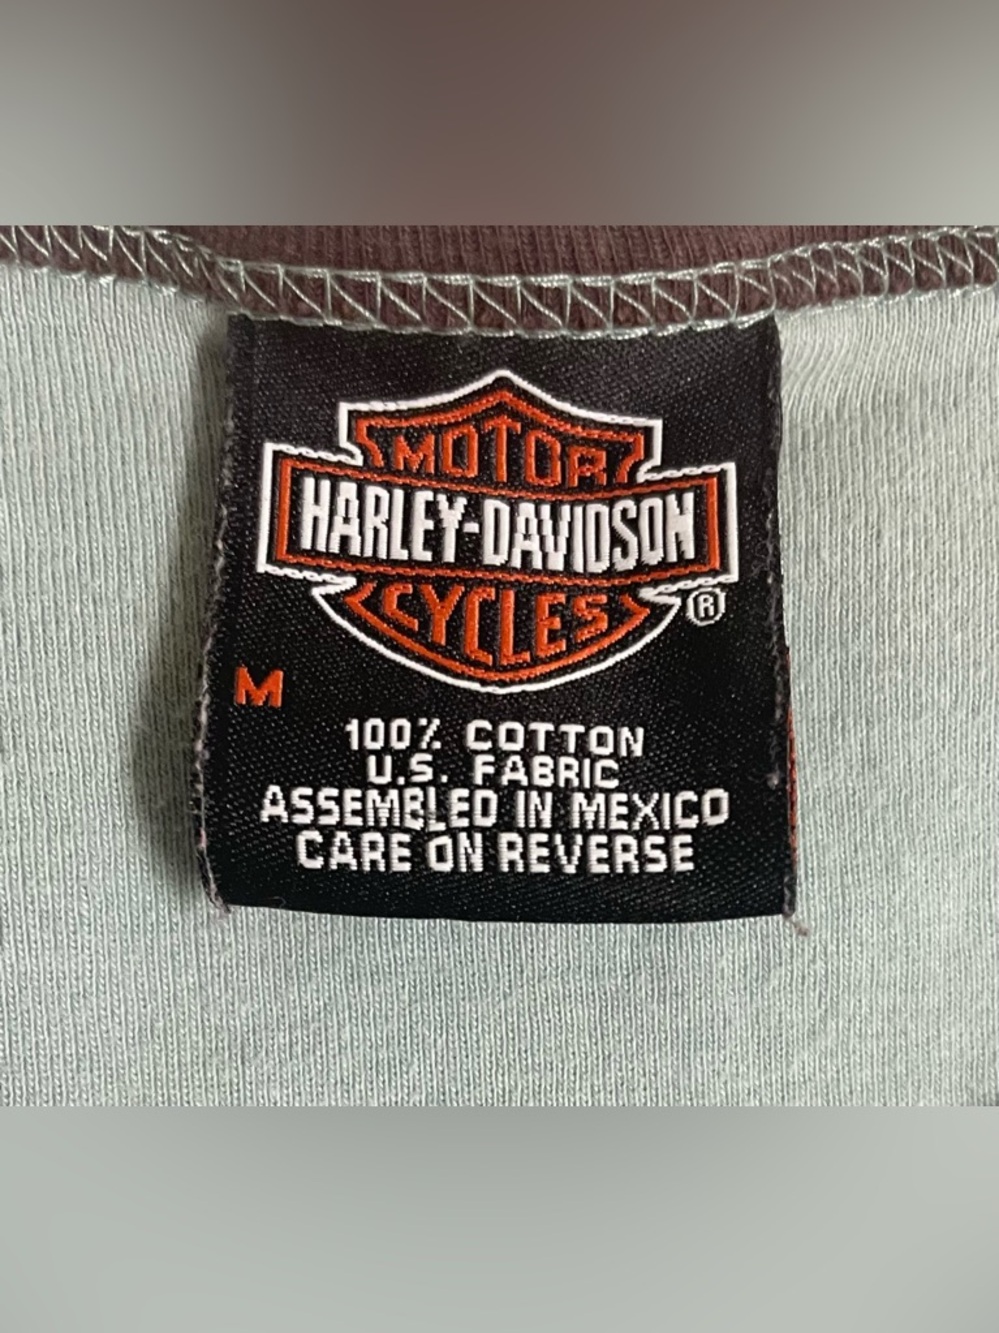 MOTOR
HARLEY-DAVIDSON
CYCLES
®
M
100% COTTON
U.S. FABRIC
ASSEMBLED IN MEXICO
CARE ON REVERSE